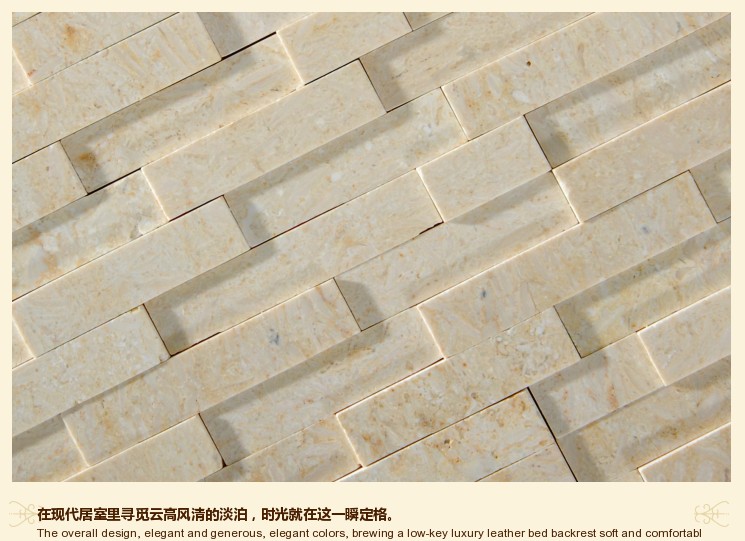 在现代居室里寻觅云高风清的淡泊，时光就在这一瞬定格。
The overall design, elegant and generous, elegant colors, brewing a low-key luxury leather bed backrest soft and comfortabl